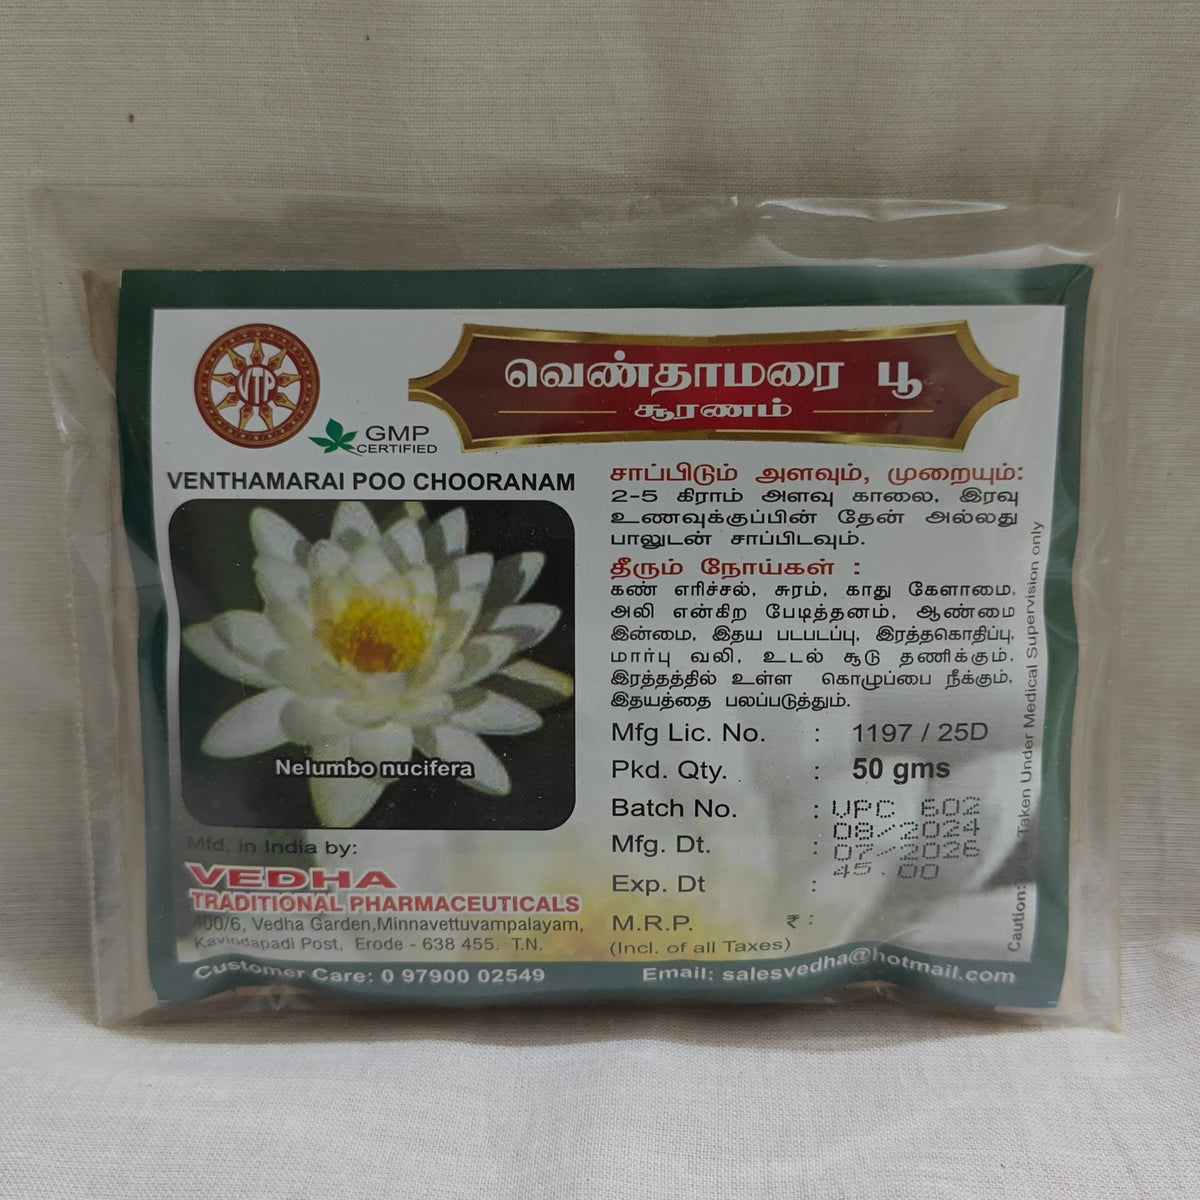 VTP
GMP
CERTIFIED
வெண்தாமரை பூ
சூரணம்
VENTHAMARAI POO CHOORANAM
Nelumbo nucifera
சாப்பிடும் அளவும், முறையும்:
2-5 கிராம் அளவு காலை, இரவு
உணவுக்குப்பின் தேன் அல்லது
பாலுடன் சாப்பிடவும்.
தீரும் நோய்கள் :
கண் எரிச்சல், சுரம், காது கேளாமை,
அலி என்கிற பேடித்தனம், ஆண்மை
இன்மை, இதய படபடப்பு, இரத்தகொதிப்பு,
மார்பு வலி, உடல் சூடு தணிக்கும்,
இரத்தத்தில் உள்ள கொழுப்பை நீக்கும்,
இதயத்தை பலப்படுத்தும்.
Mfg Lic. No. : 1197 / 25D
Pkd. Qty. : 50 gms
Batch No. : VPC 602
Mfg. Dt. : 08/2024
Exp. Dt : 07/2026
M.R.P. ₹ : 45.00
(Incl. of all Taxes)
Caution: To be Taken Under Medical Supervision only
Mfd. in India by:
VEDHA
TRADITIONAL PHARMACEUTICALS
400/6, Vedha Garden,Minnavettuvampalayam,
Kavindapadi Post, Erode - 638 455. T.N.
Customer Care: 0 97900 02549
Email: salesvedha@hotmail.com